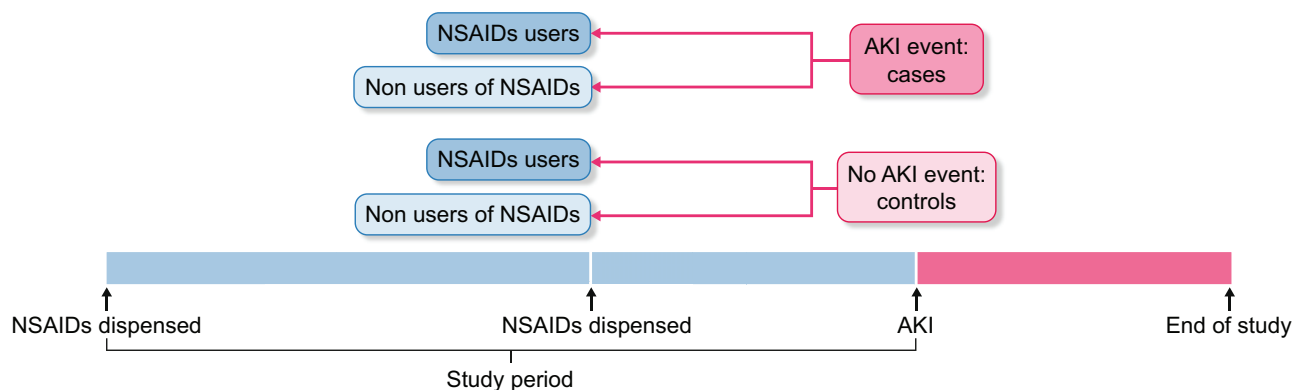 NSAIDs users
AKI event:
cases
Non users of NSAIDs
NSAIDs users
No AKI event:
controls
Non users of NSAIDs
NSAIDs dispensed
NSAIDs dispensed
AKI
End of study
Study period